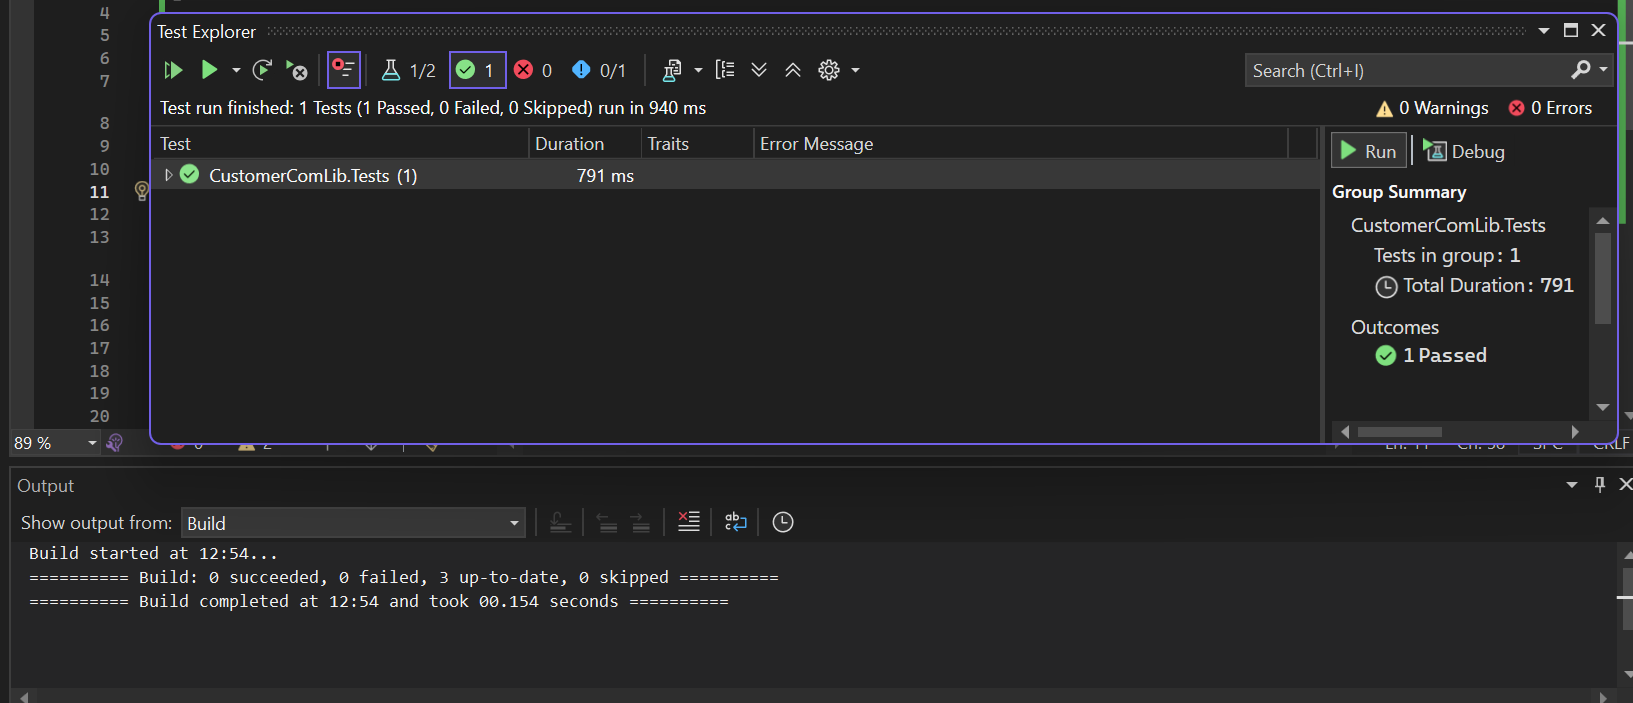 4
5
6
7
8
9
10
11
12
13
14
15
16
17
18
19
20
Test Explorer
1/2 1 0 0/1
Search (Ctrl+I)
Test run finished: 1 Tests (1 Passed, 0 Failed, 0 Skipped) run in 940 ms
0 Warnings 0 Errors
Test Duration Traits Error Message
CustomerComLib.Tests (1) 791 ms
Run Debug
Group Summary
CustomerComLib.Tests
Tests in group: 1
Total Duration: 791
Outcomes
1 Passed
89 %
CRLF
Output
Show output from: Build
Build started at 12:54...
========== Build: 0 succeeded, 0 failed, 3 up-to-date, 0 skipped ==========
========== Build completed at 12:54 and took 00.154 seconds ==========